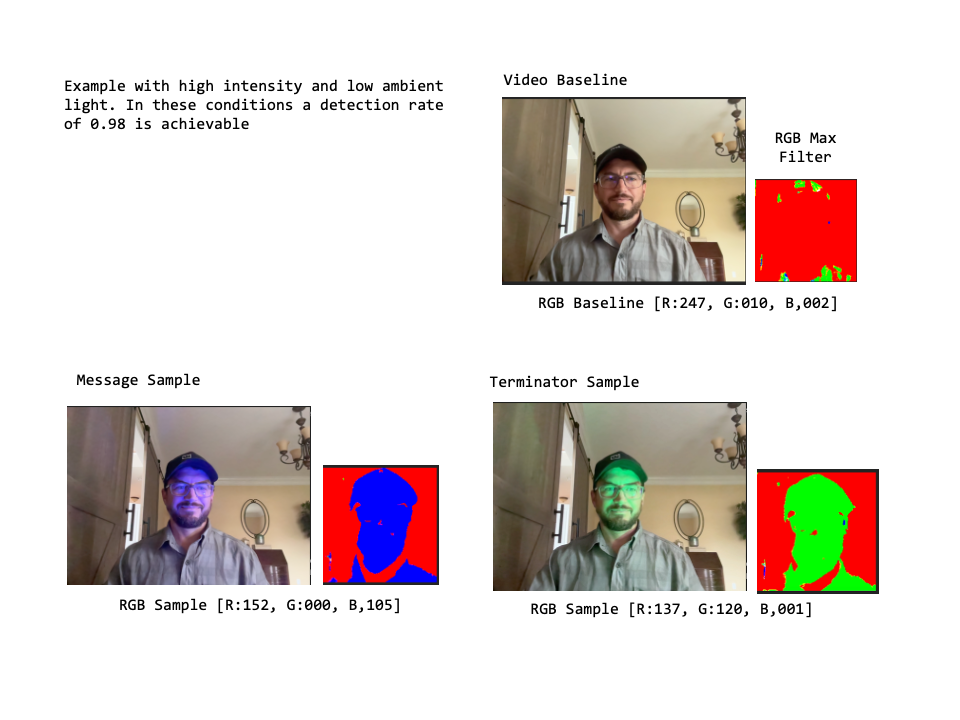 Example with high intensity and low ambient
light. In these conditions a detection rate
of 0.98 is achievable
Video Baseline
RGB Max
Filter
RGB Baseline [R:247, G:010, B,002]
Message Sample
RGB Sample [R:152, G:000, B,105]
Terminator Sample
RGB Sample [R:137, G:120, B,001]